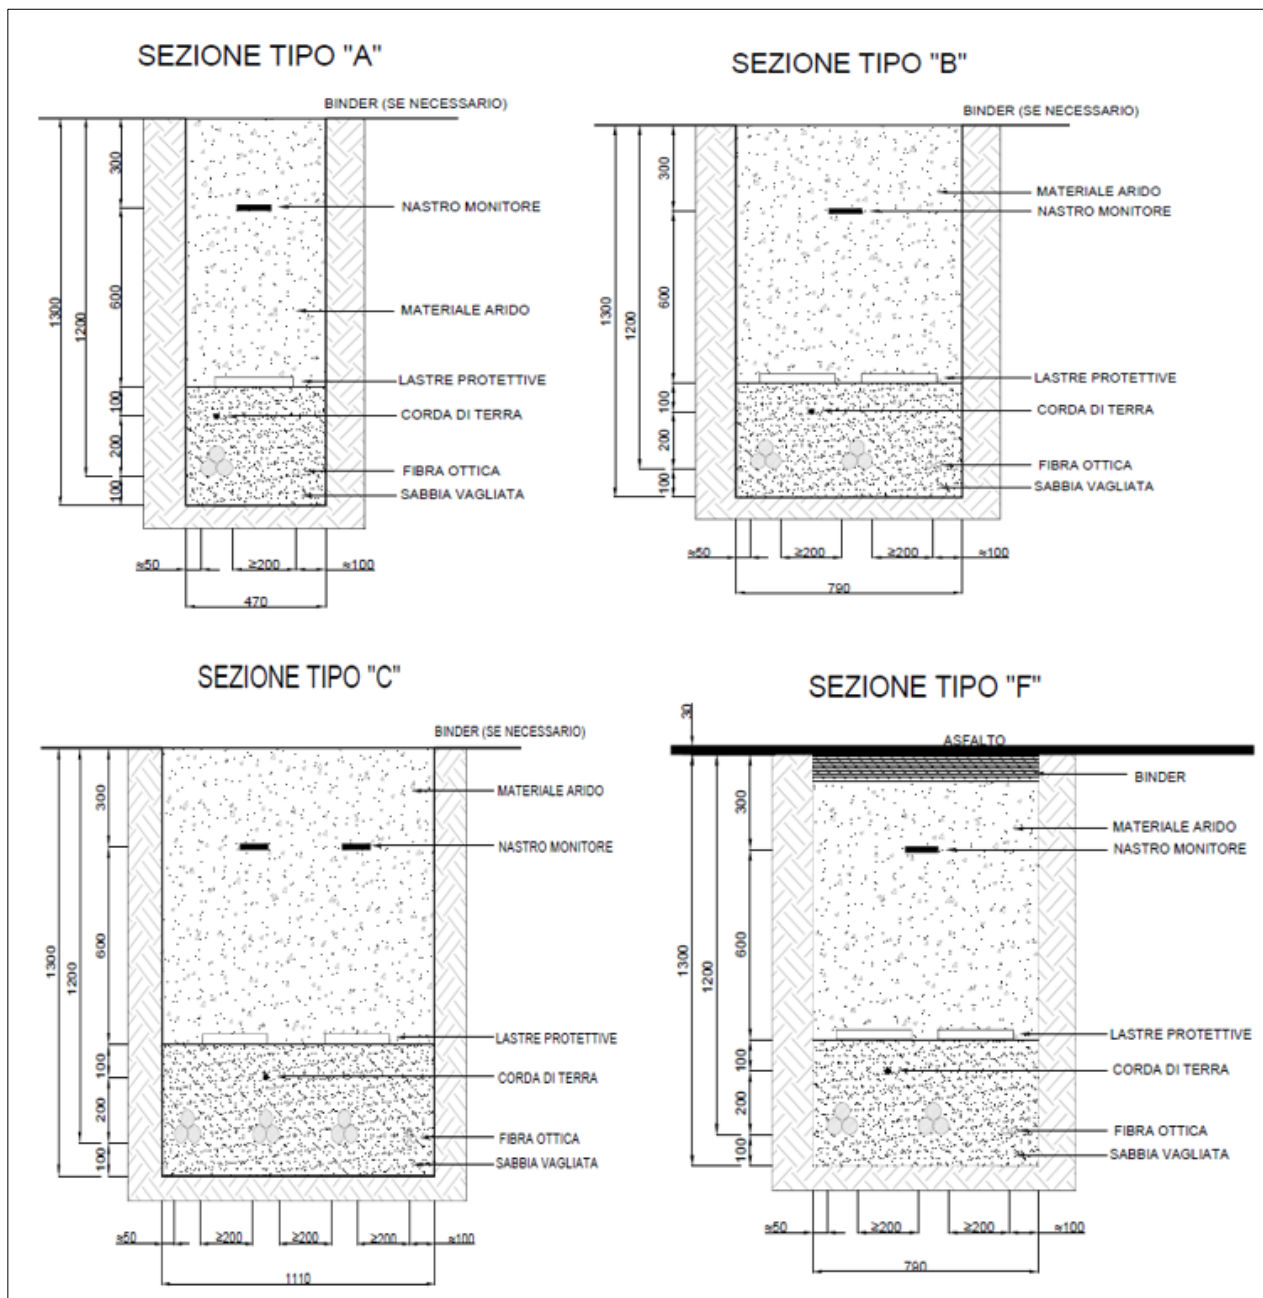 SEZIONE TIPO "A"
BINDER (SE NECESSARIO)
300
NASTRO MONITORE
600
1300
1200
MATERIALE ARIDO
LASTRE PROTETTIVE
100
CORDA DI TERRA
200
FIBRA OTTICA
100
SABBIA VAGLIATA
≈50
≥200
≈100
470
SEZIONE TIPO "B"
BINDER (SE NECESSARIO)
300
MATERIALE ARIDO
NASTRO MONITORE
600
1300
1200
LASTRE PROTETTIVE
100
CORDA DI TERRA
200
FIBRA OTTICA
100
SABBIA VAGLIATA
≈50
≥200
≥200
≈100
790
SEZIONE TIPO "C"
BINDER (SE NECESSARIO)
300
MATERIALE ARIDO
NASTRO MONITORE
600
1300
1200
LASTRE PROTETTIVE
100
CORDA DI TERRA
200
FIBRA OTTICA
100
SABBIA VAGLIATA
≈50
≥200
≥200
≥200
≈100
1110
SEZIONE TIPO "F"
30
ASFALTO
BINDER
300
MATERIALE ARIDO
NASTRO MONITORE
600
1300
1200
LASTRE PROTETTIVE
100
CORDA DI TERRA
200
FIBRA OTTICA
100
SABBIA VAGLIATA
≈50
≥200
≥200
≈100
790